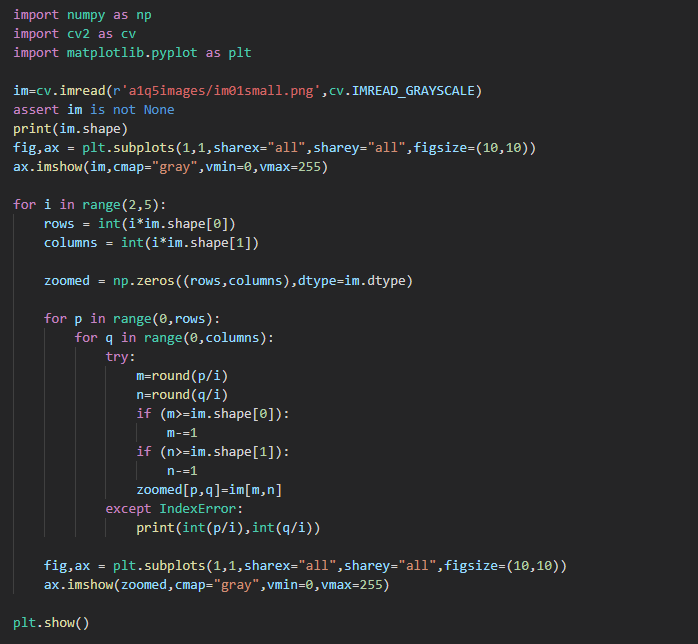 import numpy as np
import cv2 as cv
import matplotlib.pyplot as plt

im=cv.imread(r'a1q5images/im01small.png',cv.IMREAD_GRAYSCALE)
assert im is not None
print(im.shape)
fig,ax = plt.subplots(1,1,sharex="all",sharey="all",figsize=(10,10))
ax.imshow(im,cmap="gray",vmin=0,vmax=255)

for i in range(2,5):
    rows = int(i*im.shape[0])
    columns = int(i*im.shape[1])

    zoomed = np.zeros((rows,columns),dtype=im.dtype)

    for p in range(0,rows):
        for q in range(0,columns):
            try:
                m=round(p/i)
                n=round(q/i)
                if (m>=im.shape[0]):
                    m-=1
                if (n>=im.shape[1]):
                    n-=1
                zoomed[p,q]=im[m,n]
            except IndexError:
                print(int(p/i),int(q/i))

    fig,ax = plt.subplots(1,1,sharex="all",sharey="all",figsize=(10,10))
    ax.imshow(zoomed,cmap="gray",vmin=0,vmax=255)

plt.show()